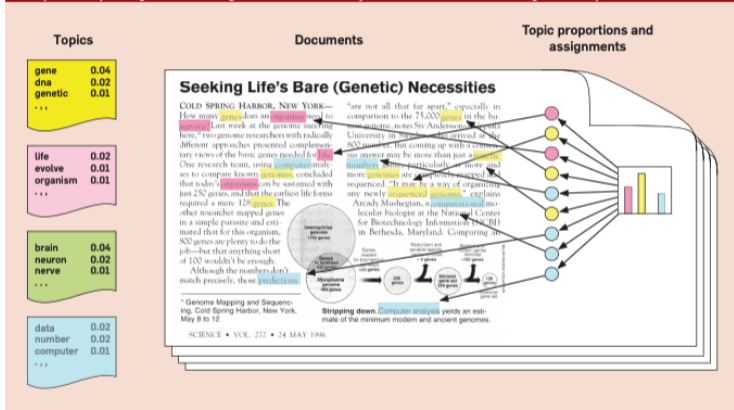 Topics
gene 0.04
dna 0.02
genetic 0.01
...
life 0.02
evolve 0.01
organism 0.01
...
brain 0.04
neuron 0.02
nerve 0.01
...
data 0.02
number 0.02
computer 0.01
...
Documents
Seeking Life's Bare (Genetic) Necessities
COLD SPRING HARBOR, NEW YORK—
How many genes does an organism need to
survive? Last week at the genome meeting
here,* two genome researchers with radically
different approaches presented complemen-
tary views of the basic genes needed for life.
One research team, using computer analy-
ses to compare known genomes, concluded
that today's organisms can be sustained with
just 250 genes, and that the earliest life forms
required a mere 128 genes. The
other researcher mapped genes
in a simple parasite and esti-
mated that for this organism,
800 genes are plenty to do the
job—but that anything short
of 100 wouldn't be enough.
Although the numbers don't
match precisely, those predictions
* Genome Mapping and Sequenc-
ing, Cold Spring Harbor, New York,
May 8 to 12.
"are not all that far apart," especially in
comparison to the 75,000 genes in the hu-
man genome, notes Siv Andersson
University in
800 number. But coming up with a
sus answer may be more than just a genetic
numbers particularly more and
more genomes are completely mapped and
sequenced. "It may be a way of organizing
any newly sequenced genome," explains
Arcady Mushegian, a computational mo-
lecular biologist at the National Center
for Biotechnology Information (NCBI)
in Bethesda, Maryland. Comparing an
Stripping down. Computer analysis yields an esti-
mate of the minimum modern and ancient genomes.
SCIENCE • VOL. 272 • 24 MAY 1996
Topic proportions and
assignments